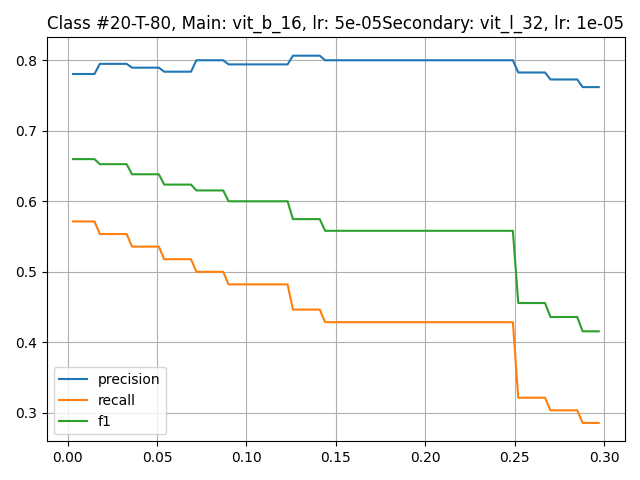 Class #20-T-80, Main: vit_b_16, lr: 5e-05Secondary: vit_l_32, lr: 1e-05
0.8
0.7
0.6
0.5
0.4
0.3
precision
recall
f1
0.00 0.05 0.10 0.15 0.20 0.25 0.30